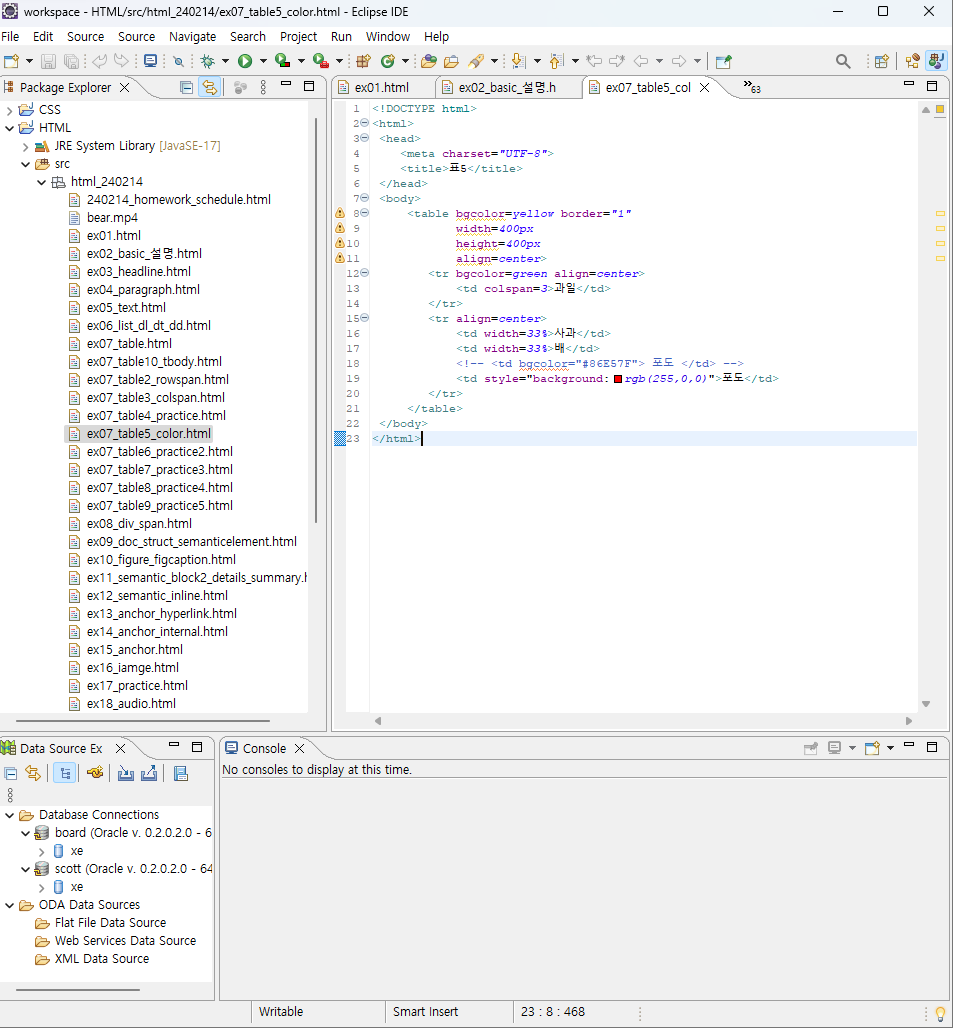 workspace - HTML/src/html_240214/ex07_table5_color.html - Eclipse IDE
File Edit Source Source Navigate Search Project Run Window Help
Package Explorer
CSS
HTML
JRE System Library [JavaSE-17]
src
html_240214
240214_homework_schedule.html
bear.mp4
ex01.html
ex02_basic_설명.html
ex03_headline.html
ex04_paragraph.html
ex05_text.html
ex06_list_dl_dt_dd.html
ex07_table.html
ex07_table10_tbody.html
ex07_table2_rowspan.html
ex07_table3_colspan.html
ex07_table4_practice.html
ex07_table5_color.html
ex07_table6_practice2.html
ex07_table7_practice3.html
ex07_table8_practice4.html
ex07_table9_practice5.html
ex08_div_span.html
ex09_doc_struct_semanticelement.html
ex10_figure_figcaption.html
ex11_semantic_block2_details_summary.h
ex12_semantic_inline.html
ex13_anchor_hyperlink.html
ex14_anchor_internal.html
ex15_anchor.html
ex16_iamge.html
ex17_practice.html
ex18_audio.html
ex01.html ex02_basic_설명.h ex07_table5_col »63
1 <!DOCTYPE html>
2 <html>
3 <head>
4 <meta charset="UTF-8">
5 <title>표5</title>
6 </head>
7 <body>
8 <table bgcolor=yellow border="1"
9 width=400px
10 height=400px
11 align=center>
12 <tr bgcolor=green align=center>
13 <td colspan=3>과일</td>
14 </tr>
15 <tr align=center>
16 <td width=33%>사과</td>
17 <td width=33%>배</td>
18 <!-- <td bgcolor="#86E57F"> 포도 </td> -->
19 <td style="background: rgb(255,0,0)">포도</td>
20 </tr>
21 </table>
22 </body>
23 </html>
Data Source Ex
Database Connections
board (Oracle v. 0.2.0.2.0 - 6
xe
scott (Oracle v. 0.2.0.2.0 - 64
xe
ODA Data Sources
Flat File Data Source
Web Services Data Source
XML Data Source
Console
No consoles to display at this time.
Writable Smart Insert 23 : 8 : 468